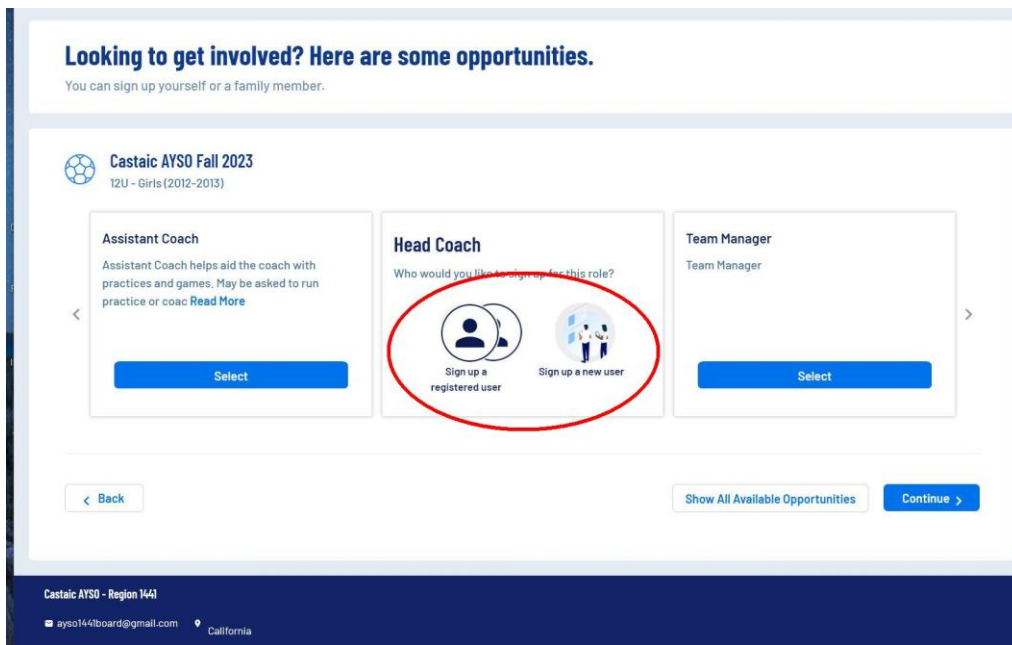 Looking to get involved? Here are some opportunities.
You can sign up yourself or a family member.
Castaic AYSO Fall 2023
12U - Girls (2012-2013)
Assistant Coach
Assistant Coach helps aid the coach with
practices and games. May be asked to run
practice or coac Read More
Select
Head Coach
Who would you like to sign up for this role?
Sign up a
registered user
Sign up a new user
Team Manager
Team Manager
Select
Back
Show All Available Opportunities
Continue
Castaic AYSO - Region 1441
ayso1441board@gmail.com
California